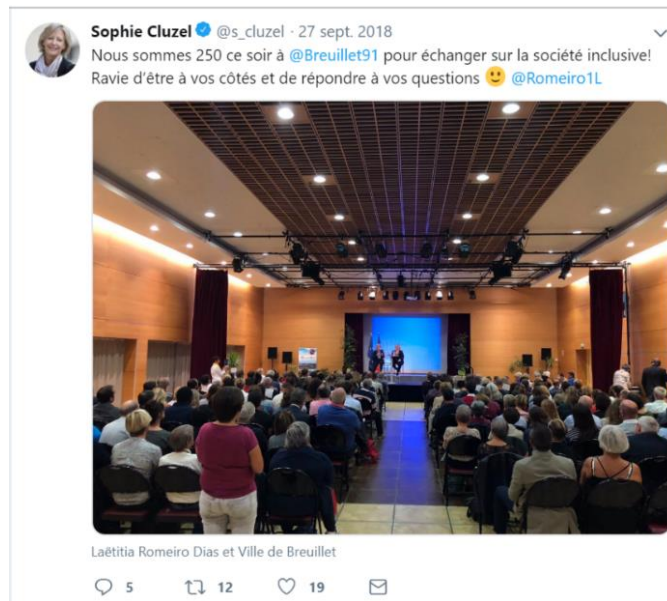 Sophie Cluzel @s_cluzel · 27 sept. 2018
Nous sommes 250 ce soir à @Breuillet91 pour échanger sur la société inclusive!
Ravie d'être à vos côtés et de répondre à vos questions 🙂 @Romeiro1L
Laëtitia Romeiro Dias et Ville de Breuillet
5 12 19